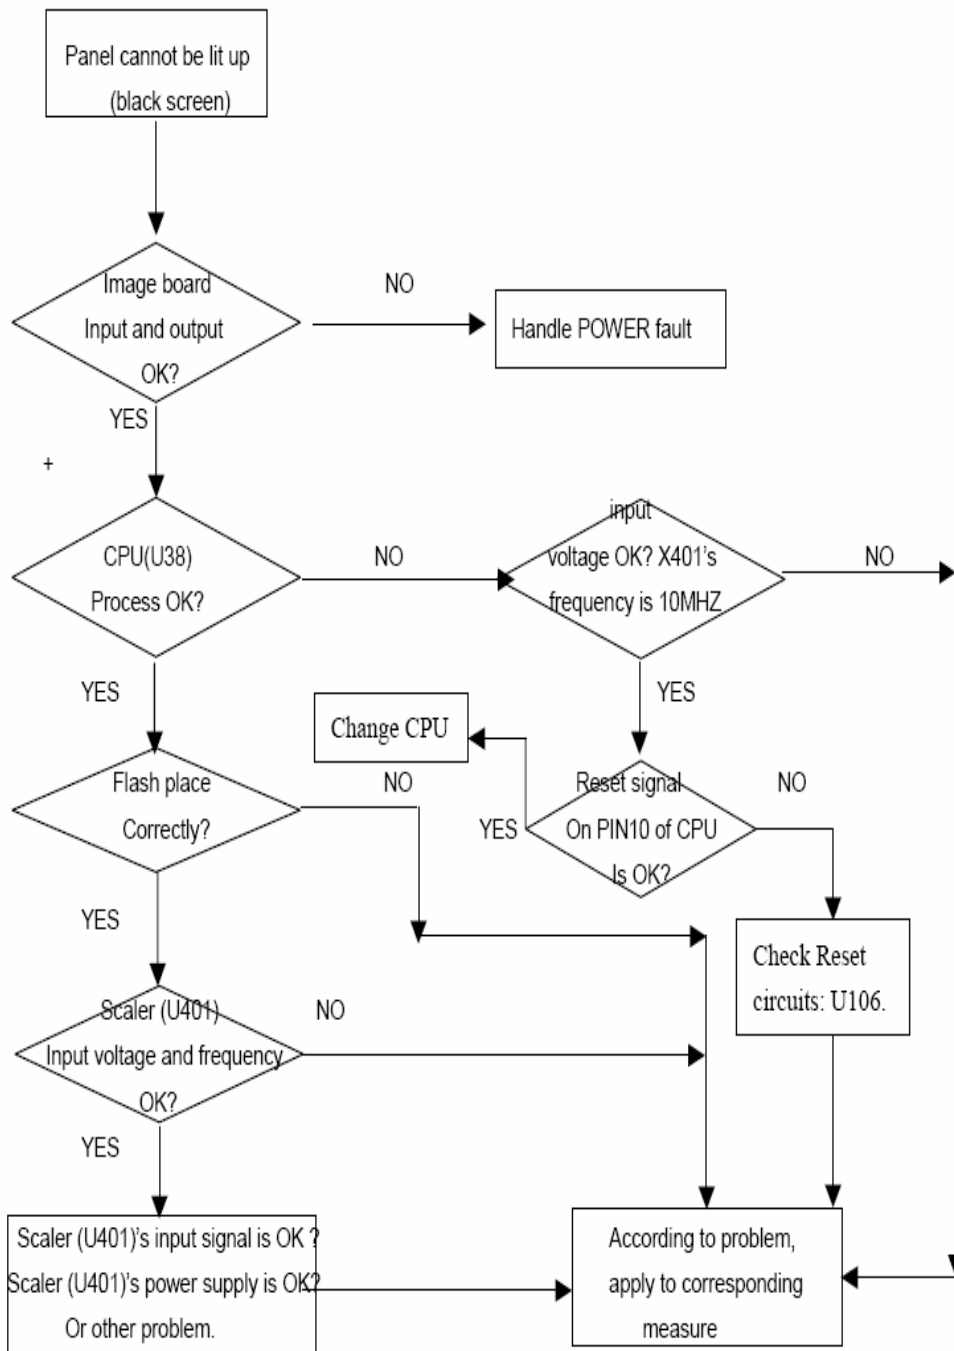 Panel cannot be lit up
(black screen)
Image board
Input and output
OK?
NO
Handle POWER fault
YES
+
CPU(U38)
Process OK?
NO
input
voltage OK? X401's
frequency is 10MHZ
NO
YES
YES
Change CPU
Flash place
Correctly?
NO
Reset signal
On PIN10 of CPU
Is OK?
YES
NO
YES
Check Reset
circuits: U106.
Scaler (U401)
Input voltage and frequency
OK?
NO
YES
Scaler (U401)'s input signal is OK ?
Scaler (U401)'s power supply is OK?
Or other problem.
According to problem,
apply to corresponding
measure